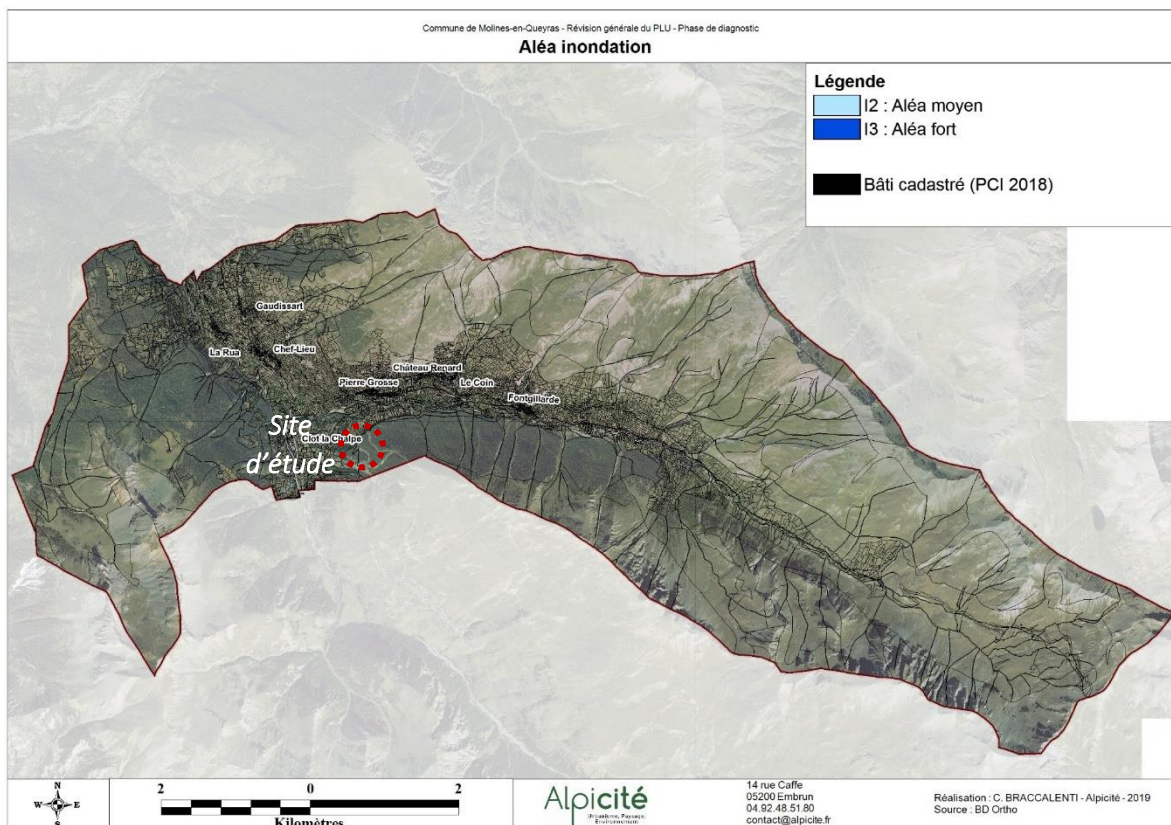 Commune de Molines-en-Queyras - Révision générale du PLU - Phase de diagnostic
Aléa inondation
Légende
I2 : Aléa moyen
I3 : Aléa fort
Bâti cadastré (PCI 2018)
Gaudissart
La Rua
Chef-Lieu
Château Renard
Pierre Grosse
Le Coin
Fontgillarde
Clot la Chalpe
Site
d'étude
N
W E
S
2 0 2
Kilomètres
Alpicité
Urbanisme, Paysage,
Environnement
14 rue Caffe
05200 Embrun
04.92.48.51.80
contact@alpicite.fr
Réalisation : C. BRACCALENTI - Alpicité - 2019
Source : BD Ortho